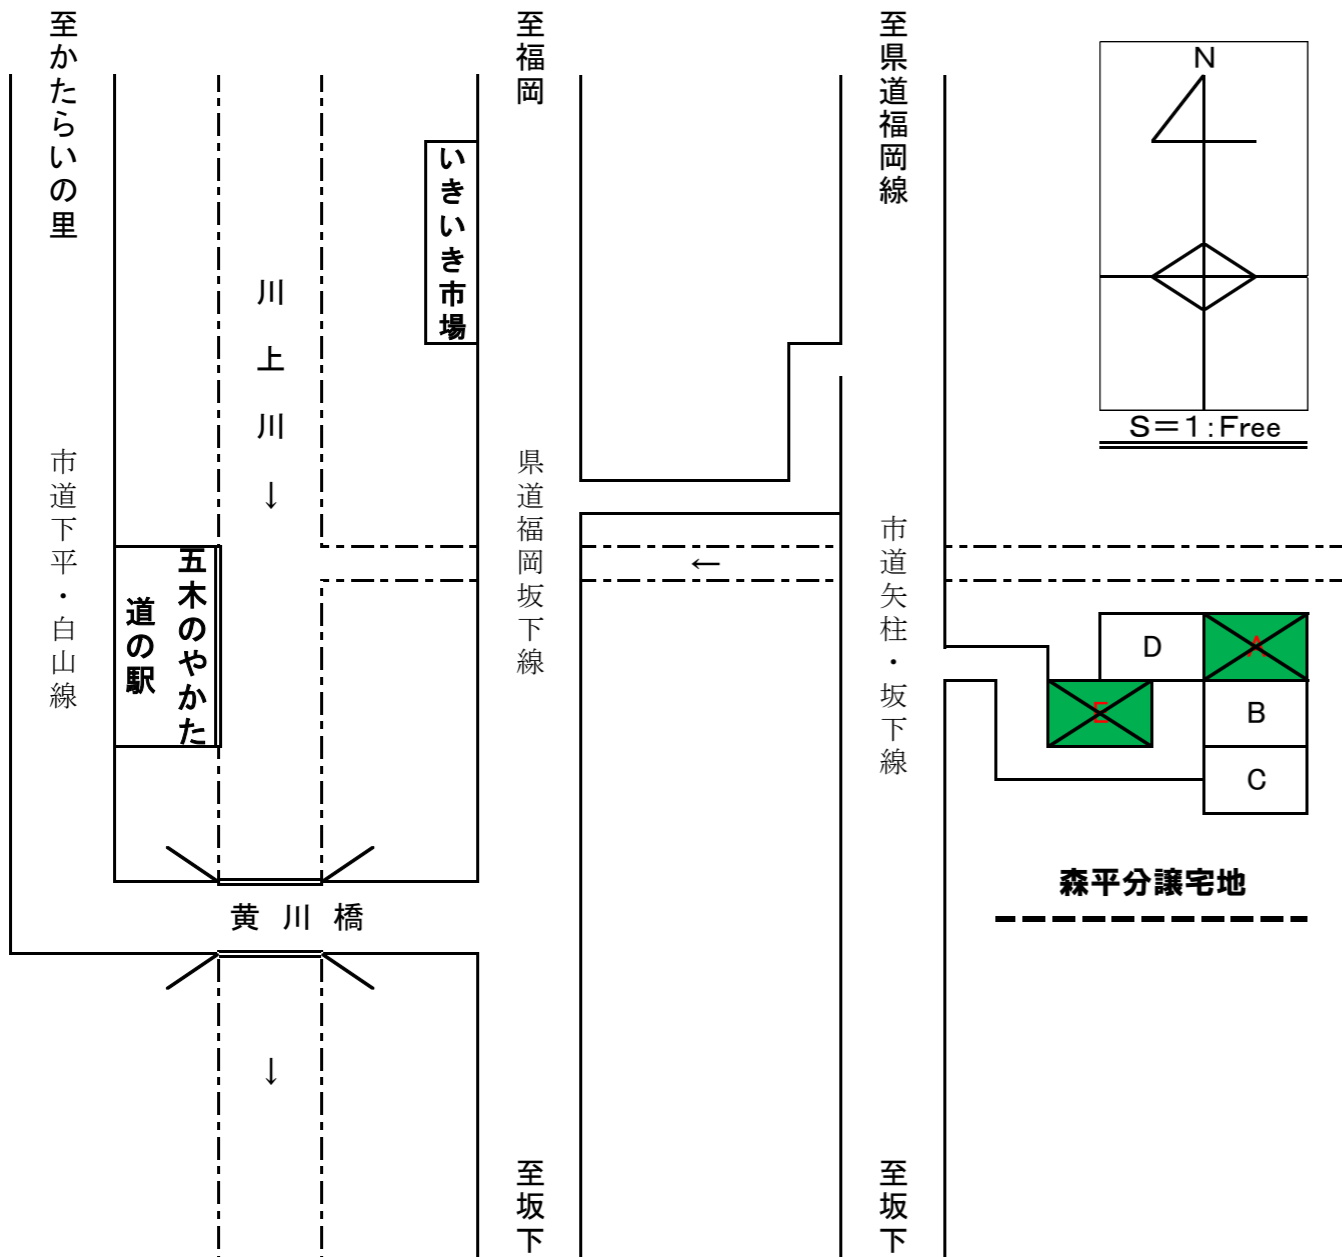 至かたらいの里
至福岡
至県道福岡線
N
いきいき市場
川上川
↓
S＝1:Free
市道下平・白山線
県道福岡坂下線
市道矢柱・坂下線
←
五木のやかた
道の駅
D
A
E
B
C
森平分譲宅地
黄川橋
↓
至坂下
至坂下